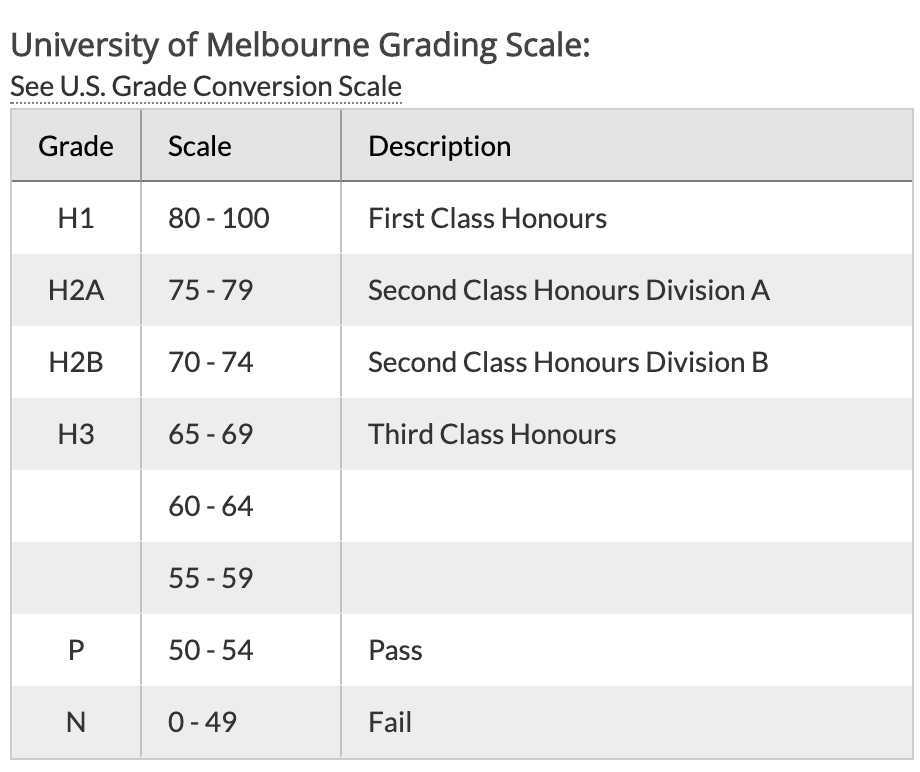 University of Melbourne Grading Scale:
See U.S. Grade Conversion Scale
Grade Scale Description
H1 80 - 100 First Class Honours
H2A 75 - 79 Second Class Honours Division A
H2B 70 - 74 Second Class Honours Division B
H3 65 - 69 Third Class Honours
60 - 64
55 - 59
P 50 - 54 Pass
N 0 - 49 Fail